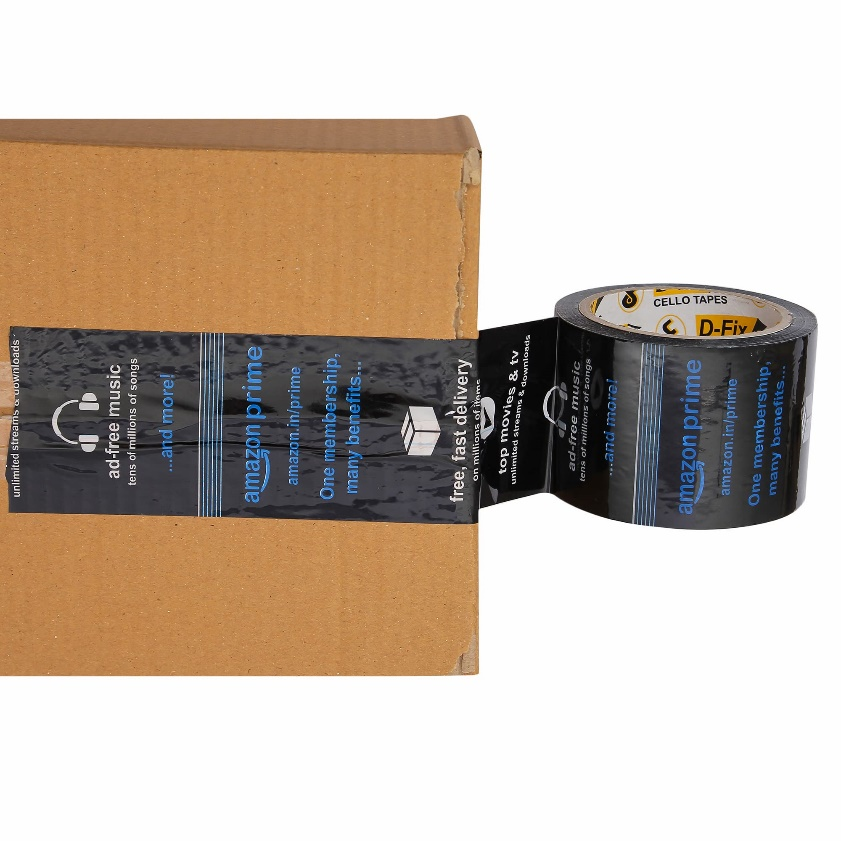 unlimited streams & downloads
ad-free music
tens of millions of songs
...and more!
amazon prime
amazon.in/prime
One membership,
many benefits...
free, fast delivery
on millions of items
top movies & tv
unlimited streams & downloads
ad-free music
tens of millions of songs
...and more!
amazon prime
amazon.in/prime
One membership,
many benefits...
CELLO TAPES
D-Fix